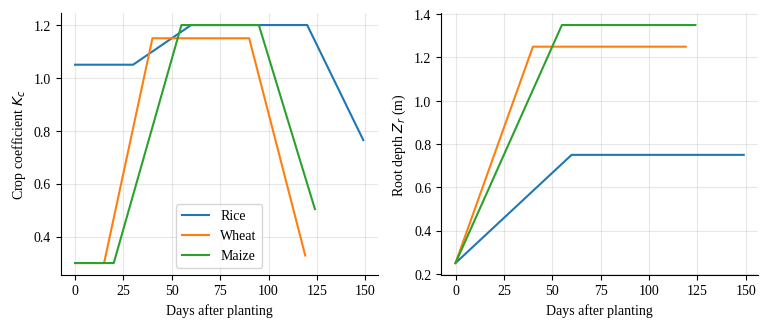 Crop coefficient K_c
1.2
1.0
0.8
0.6
0.4
0 25 50 75 100 125 150
Days after planting
Rice
Wheat
Maize
Root depth Z_r (m)
1.4
1.2
1.0
0.8
0.6
0.4
0.2
0 25 50 75 100 125 150
Days after planting